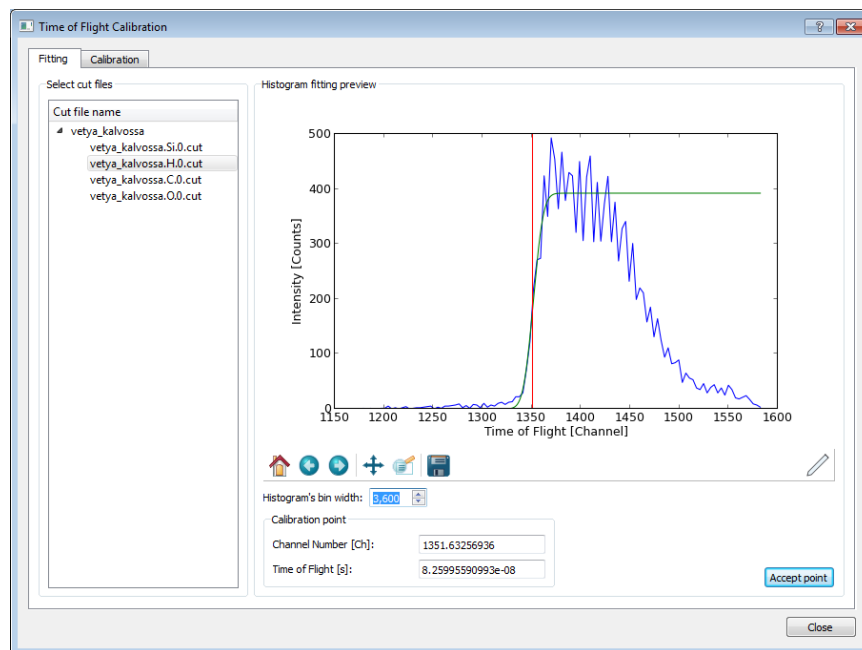 Time of Flight Calibration
Fitting
Calibration
Select cut files
Cut file name
vetya_kalvossa
vetya_kalvossa.Si.0.cut
vetya_kalvossa.H.0.cut
vetya_kalvossa.C.0.cut
vetya_kalvossa.O.0.cut
Histogram fitting preview
500
400
300
200
100
0
Intensity [Counts]
1150 1200 1250 1300 1350 1400 1450 1500 1550 1600
Time of Flight [Channel]
Histogram's bin width: 3,600
Calibration point
Channel Number [Ch]: 1351.63256936
Time of Flight [s]: 8.25995590993e-08
Accept point
Close